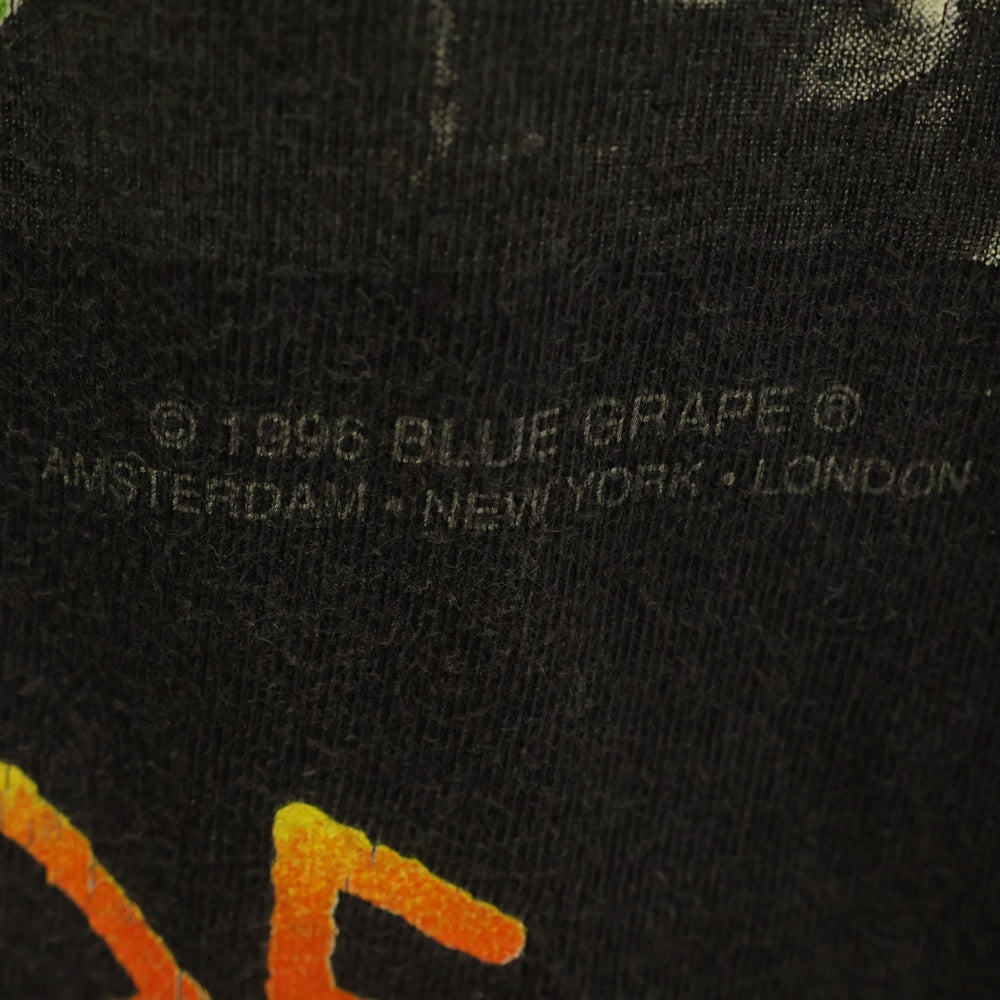 © 1996 BLUE GRAPE ®
AMSTERDAM • NEW YORK • LONDON